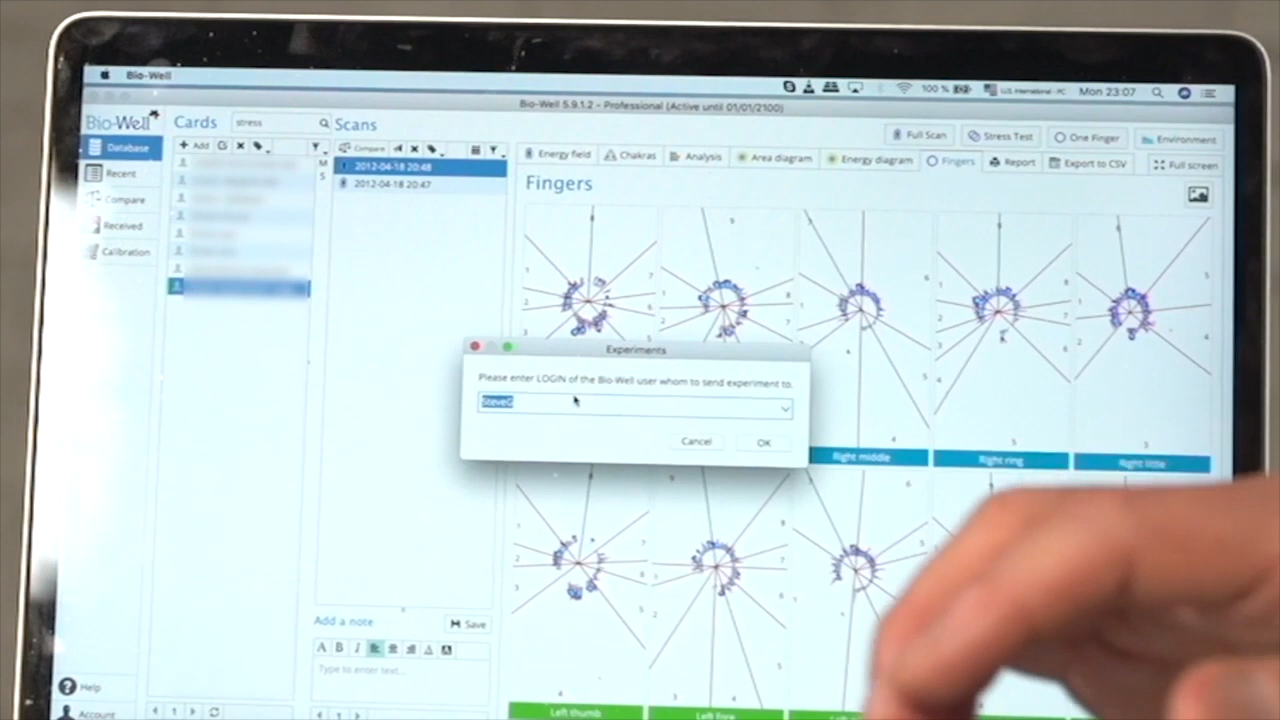 Bio-Well
100 %
U.S. International - PC
Mon 23:07
Bio-Well 5.9.1.2 - Professional (Active until 01/01/2100)
Bio-Well
Cards
stress
Scans
Full Scan
Stress Test
One Finger
Environment
Database
Add
Compare
Energy field
Chakras
Analysis
Area diagram
Energy diagram
Fingers
Report
Export to CSV
Full screen
Recent
M
S
2012-04-18 20:48
2012-04-18 20:47
Fingers
Compare
Received
Calibration
Experiments
Please enter LOGIN of the Bio-Well user whom to send experiment to.
SteveG
Cancel
OK
Right middle
Right ring
Right little
Add a note
Save
A B I
Type to enter text...
Help
Account
1
1
Left thumb
Left Fore